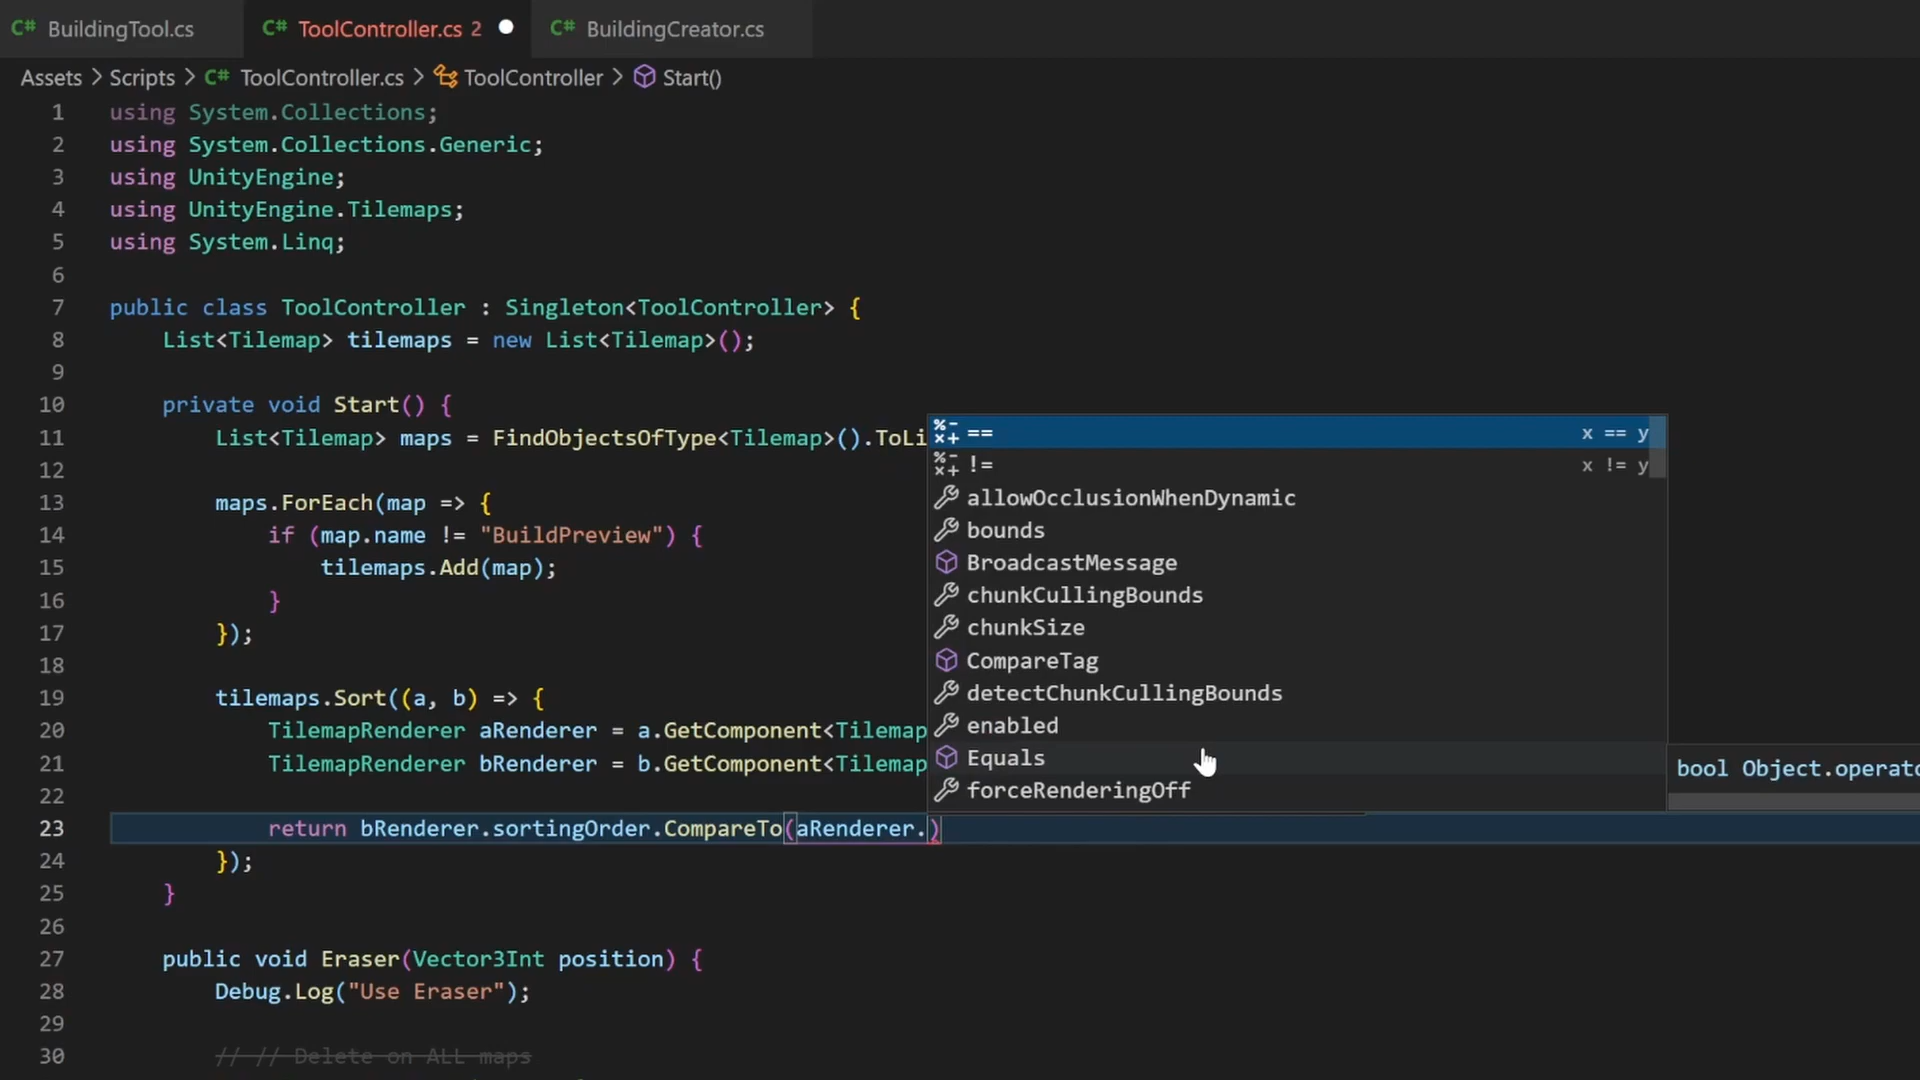 BuildingTool.cs ToolController.cs 2 BuildingCreator.cs
Assets > Scripts > C# ToolController.cs > ToolController > Start()
1 using System.Collections;
2 using System.Collections.Generic;
3 using UnityEngine;
4 using UnityEngine.Tilemaps;
5 using System.Linq;
6
7 public class ToolController : Singleton<ToolController> {
8 List<Tilemap> tilemaps = new List<Tilemap>();
9
10 private void Start() {
11 List<Tilemap> maps = FindObjectsOfType<Tilemap>().ToLi
12
13 maps.ForEach(map => {
14 if (map.name != "BuildPreview") {
15 tilemaps.Add(map);
16 }
17 });
18
19 tilemaps.Sort((a, b) => {
20 TilemapRenderer aRenderer = a.GetComponent<Tilemap
21 TilemapRenderer bRenderer = b.GetComponent<Tilemap
22
23 return bRenderer.sortingOrder.CompareTo(aRenderer.)
24 });
25 }
26
27 public void Eraser(Vector3Int position) {
28 Debug.Log("Use Eraser");
29
30 // // Delete on ALL maps
== x == y
!= x != y
allowOcclusionWhenDynamic
bounds
BroadcastMessage
chunkCullingBounds
chunkSize
CompareTag
detectChunkCullingBounds
enabled
Equals
forceRenderingOff
bool Object.operato